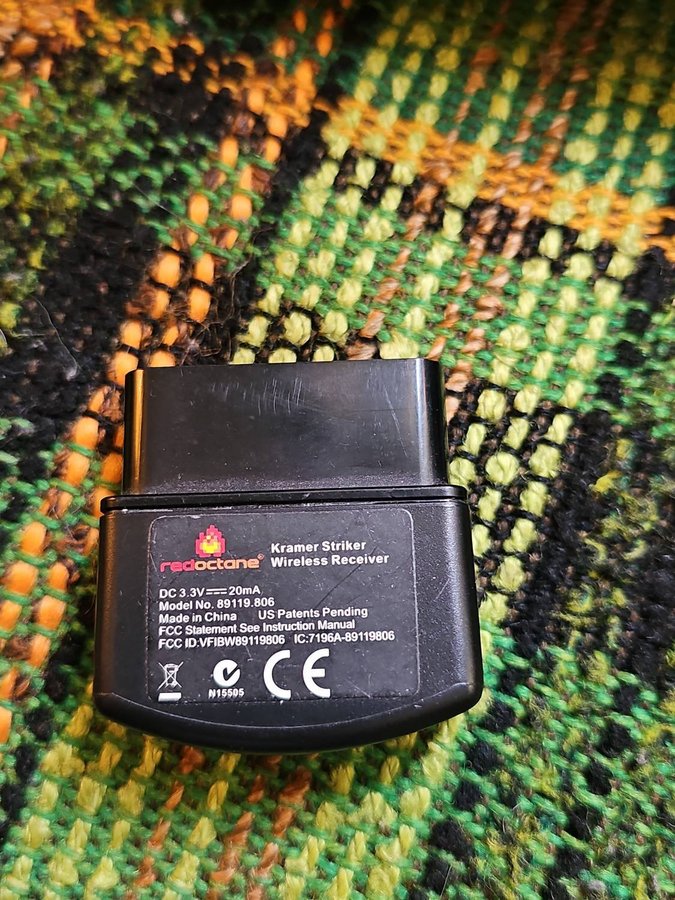 redoctane®
Kramer Striker
Wireless Receiver
DC 3.3V 20mA
Model No. 89119.806
Made in China US Patents Pending
FCC Statement See Instruction Manual
FCC ID:VFIBW89119806 IC:7196A-89119806
N15505
CE